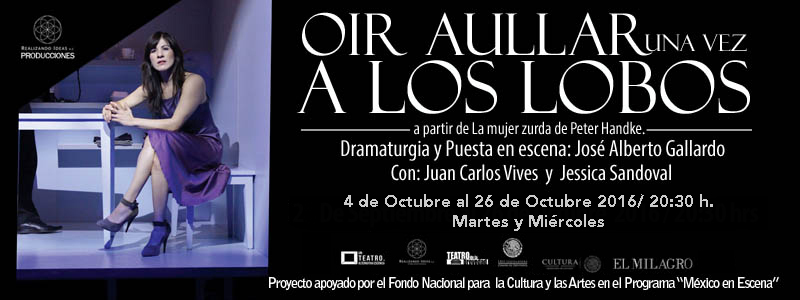 REALIZANDO IDEAS A.C
PRODUCCIONES
OIR AULLAR UNA VEZ
A LOS LOBOS
a partir de La mujer zurda de Peter Handke.
Dramaturgia y Puesta en escena: José Alberto Gallardo
Con: Juan Carlos Vives y Jessica Sandoval
4 de Octubre al 26 de Octubre 2016/ 20:30 h.
Martes y Miércoles
TEATRO. REALIZANDO IDEAS TEATRO CULTURA EL MILAGRO
Proyecto apoyado por el Fondo Nacional para la Cultura y las Artes en el Programa "México en Escena"